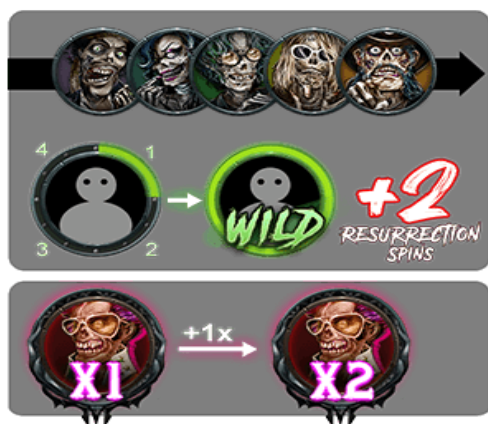 4 1
3 2
WILD
+2
RESURRECTION
SPINS
+1x
X1 X2